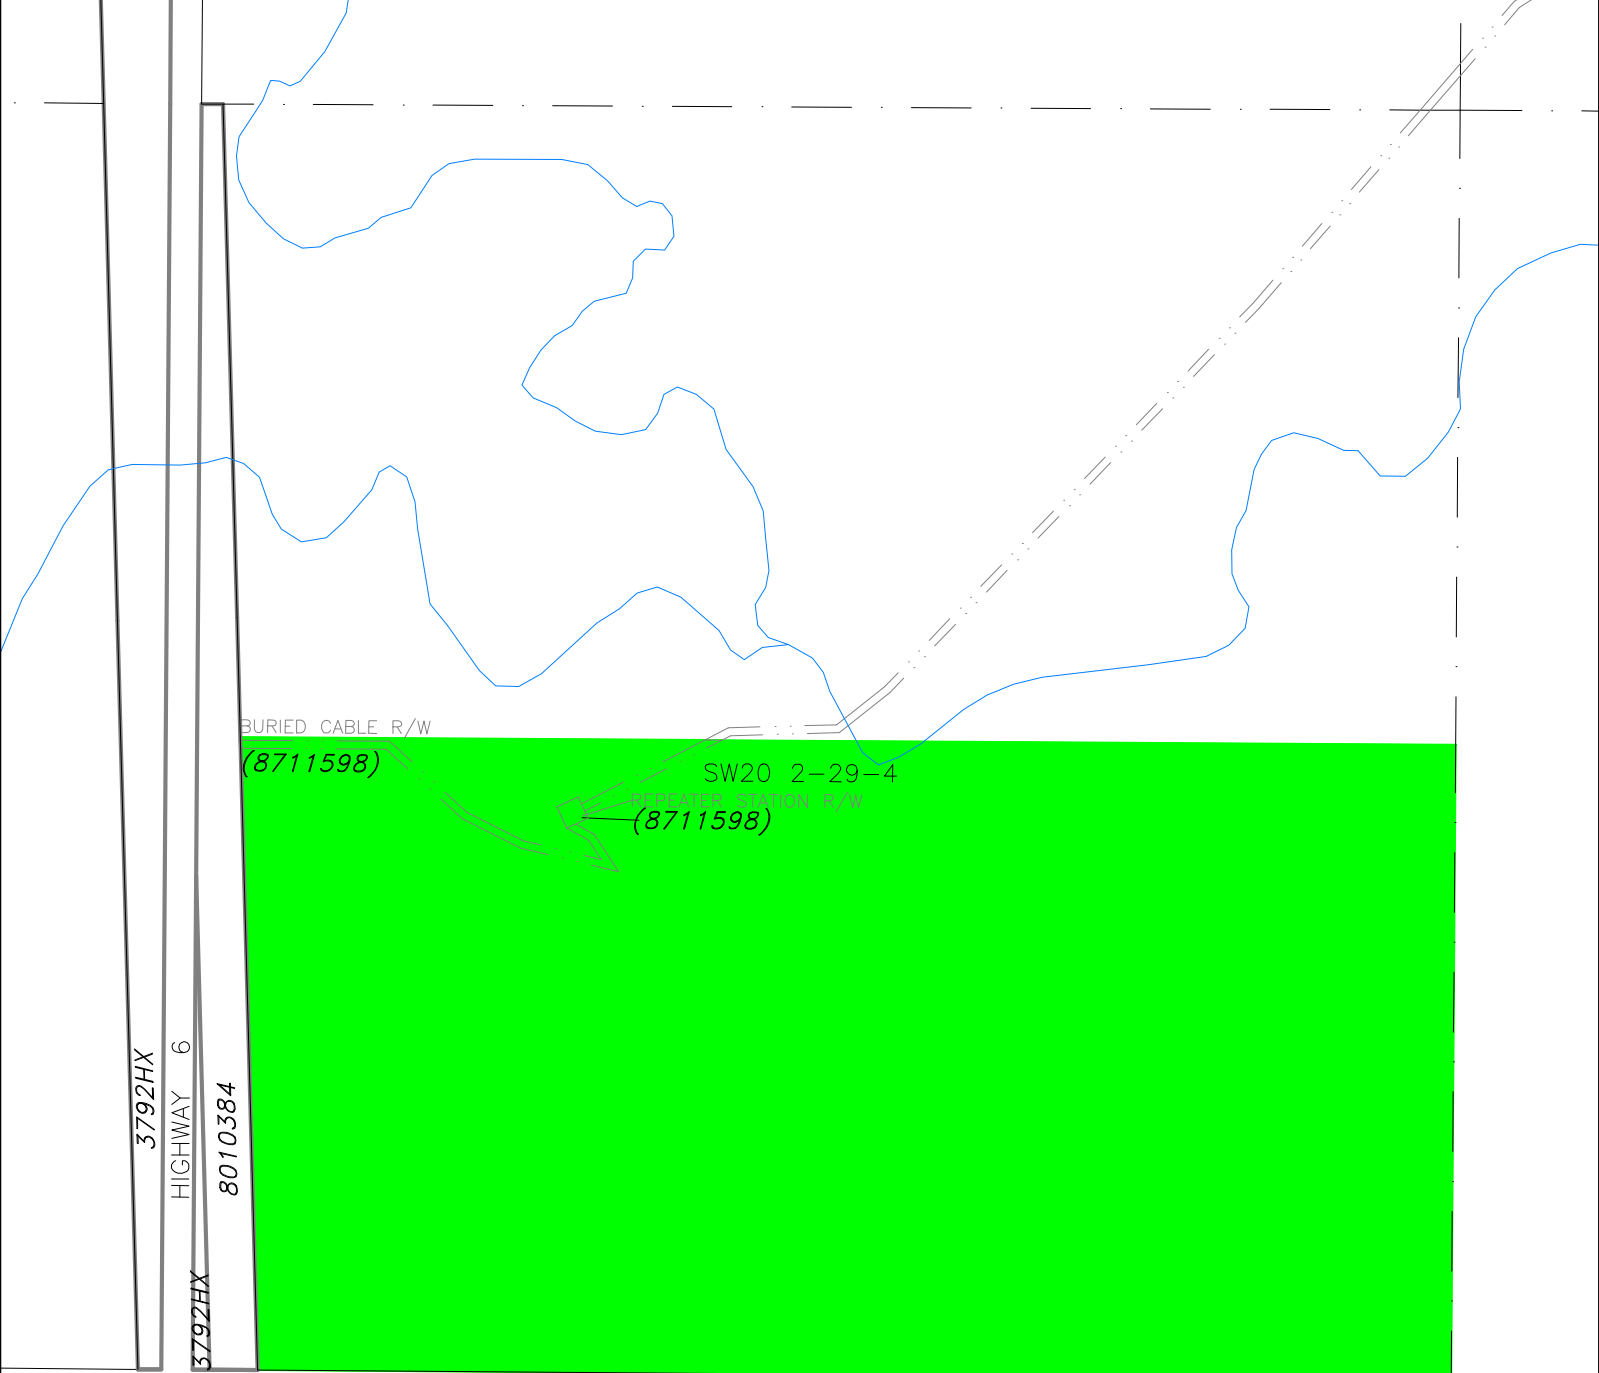 BURIED CABLE R/W
(8711598)
SW20 2-29-4
REPEATER STATION R/W
(8711598)
3792HX
HIGHWAY 6
8010384
3792HX